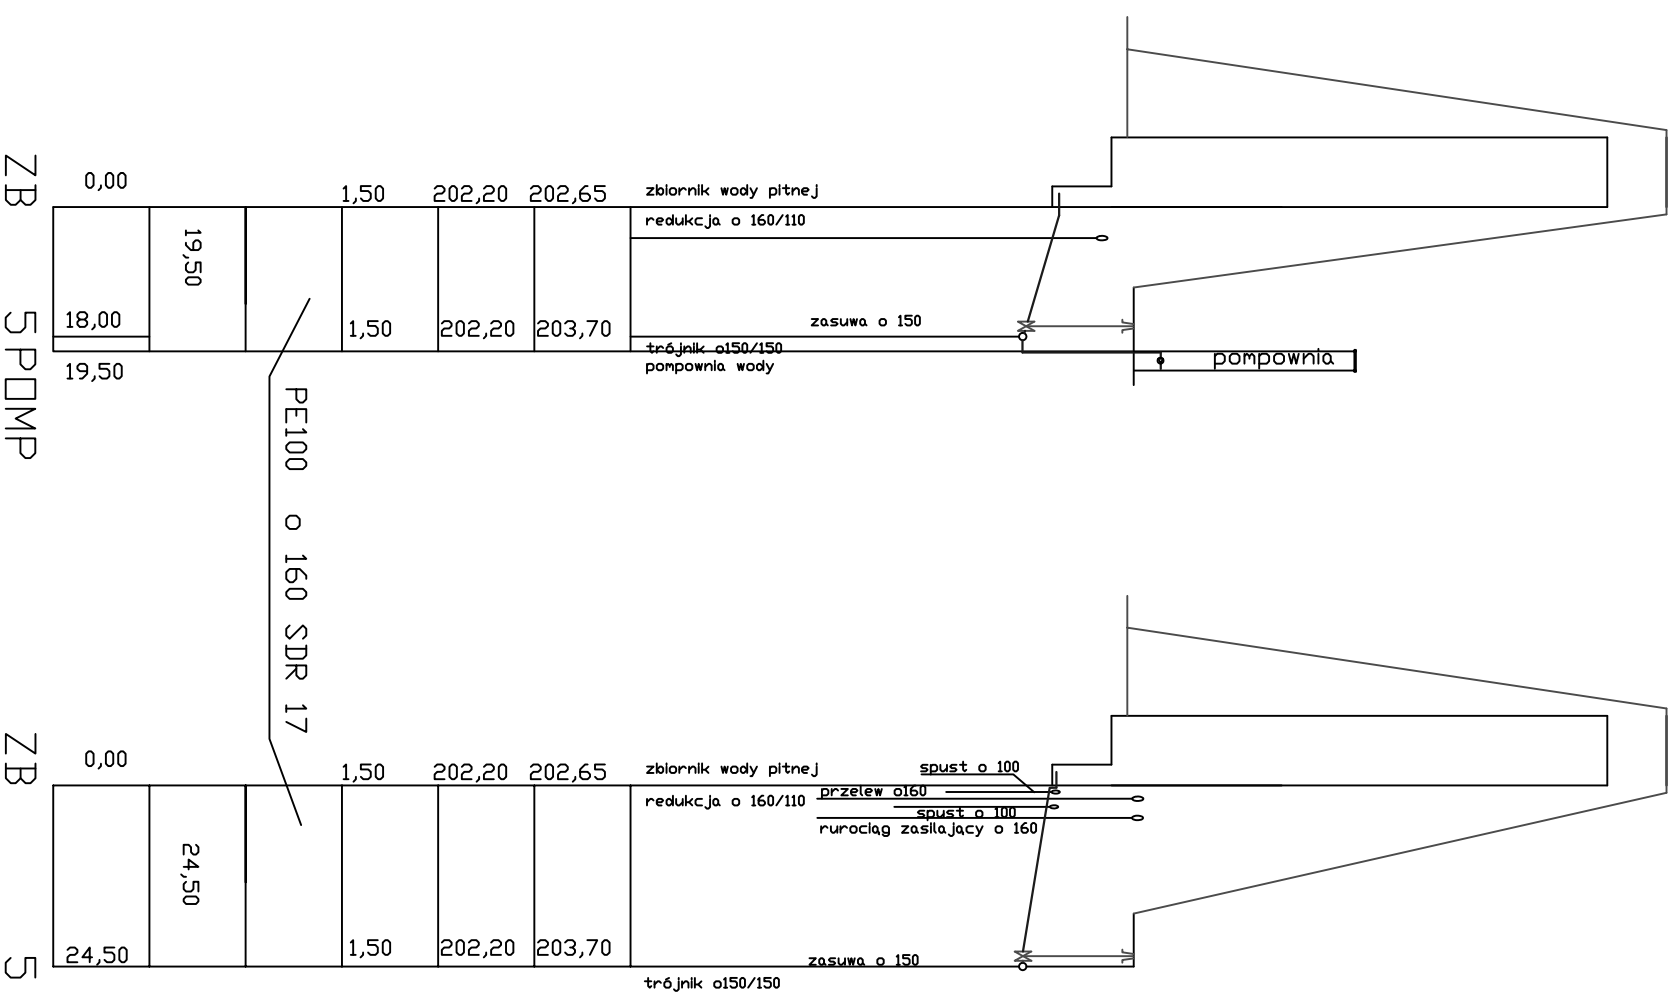 ZB
0,00
1,50
202,20
202,65
zbiornik wody pitnej
redukcja o 160/110
19,50
5
18,00
1,50
202,20
203,70
zasuwa o 150
trójnik o150/150
pompownia wody
pompownia
19,50
POMP
PE100 o 160 SDR 17
ZB
0,00
1,50
202,20
202,65
zbiornik wody pitnej
spust o 100
redukcja o 160/110
przelew o160
spust o 100
rurociąg zasilający o 160
24,50
5
24,50
1,50
202,20
203,70
zasuwa o 150
trójnik o150/150